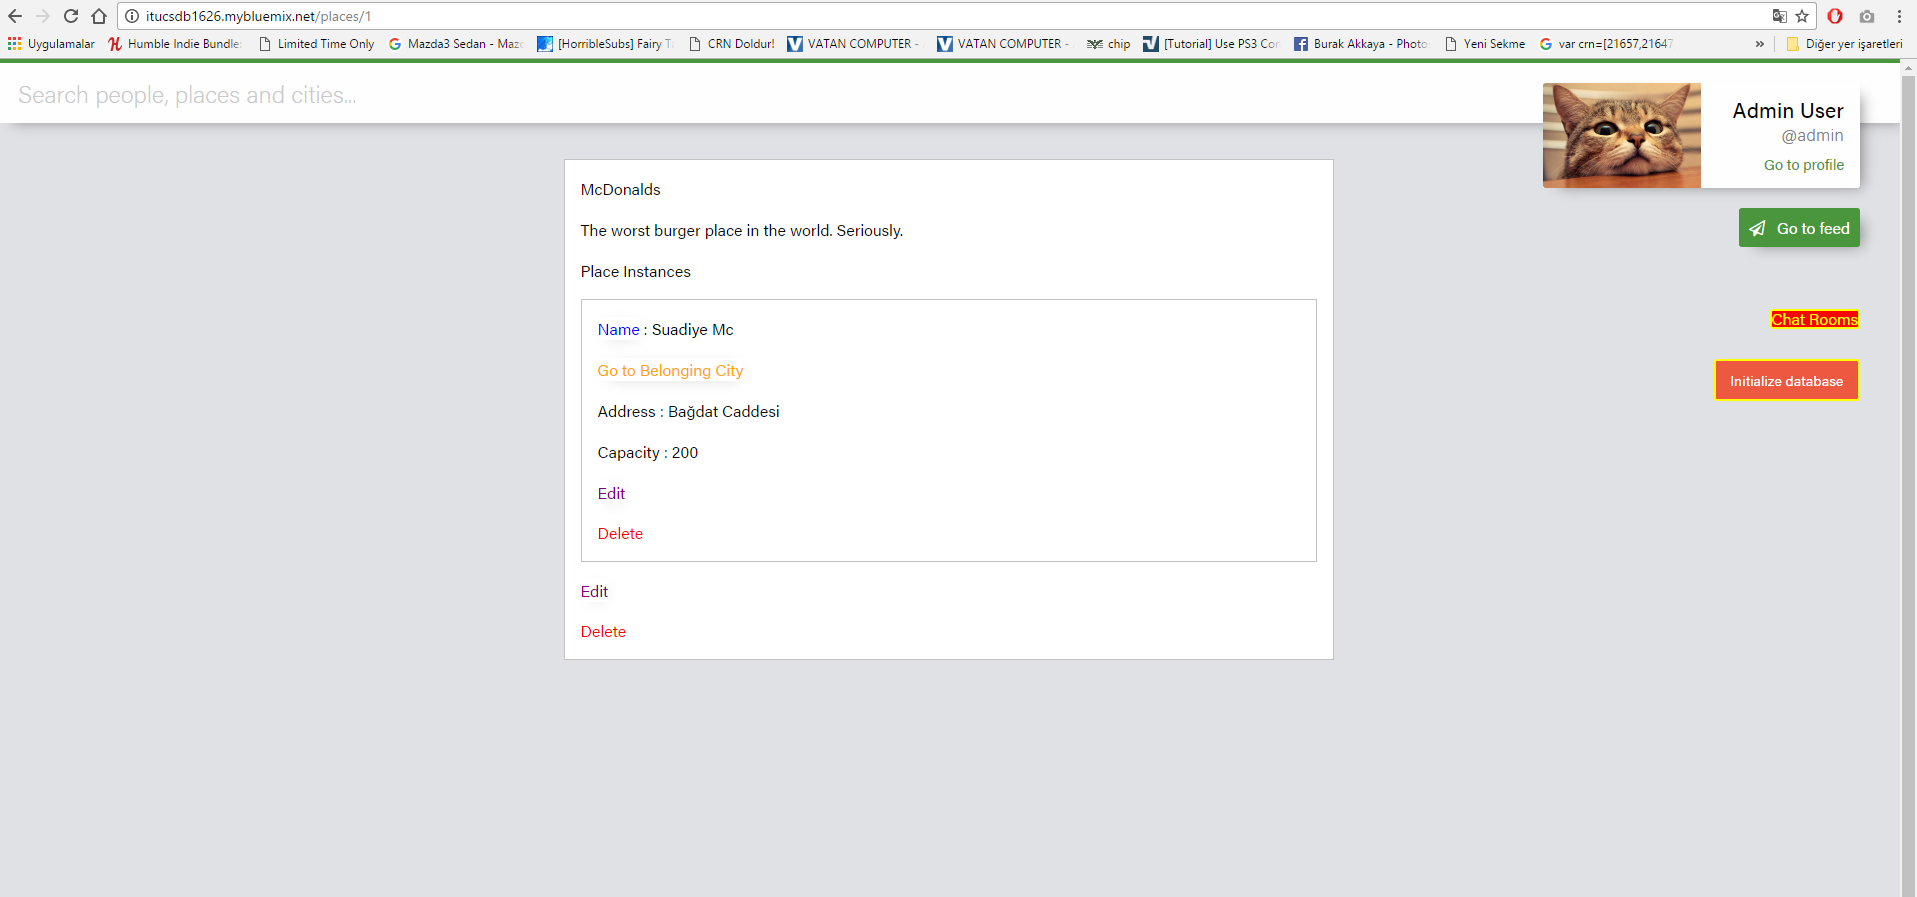 itucsdb1626.mybluemix.net/places/1
Uygulamalar
Humble Indie Bundle:
Limited Time Only
Mazda3 Sedan - Maz
[HorribleSubs] Fairy T
CRN Doldur!
VATAN COMPUTER -
VATAN COMPUTER -
chip
[Tutorial] Use PS3 Cor
Burak Akkaya - Photo
Yeni Sekme
var crn=[21657,21647
»
Diğer yer işaretleri
Search people, places and cities...
Admin User
@admin
Go to profile
Go to feed
Chat Rooms
Initialize database
McDonalds
The worst burger place in the world. Seriously.
Place Instances
Name : Suadiye Mc
Go to Belonging City
Address : Bağdat Caddesi
Capacity : 200
Edit
Delete
Edit
Delete